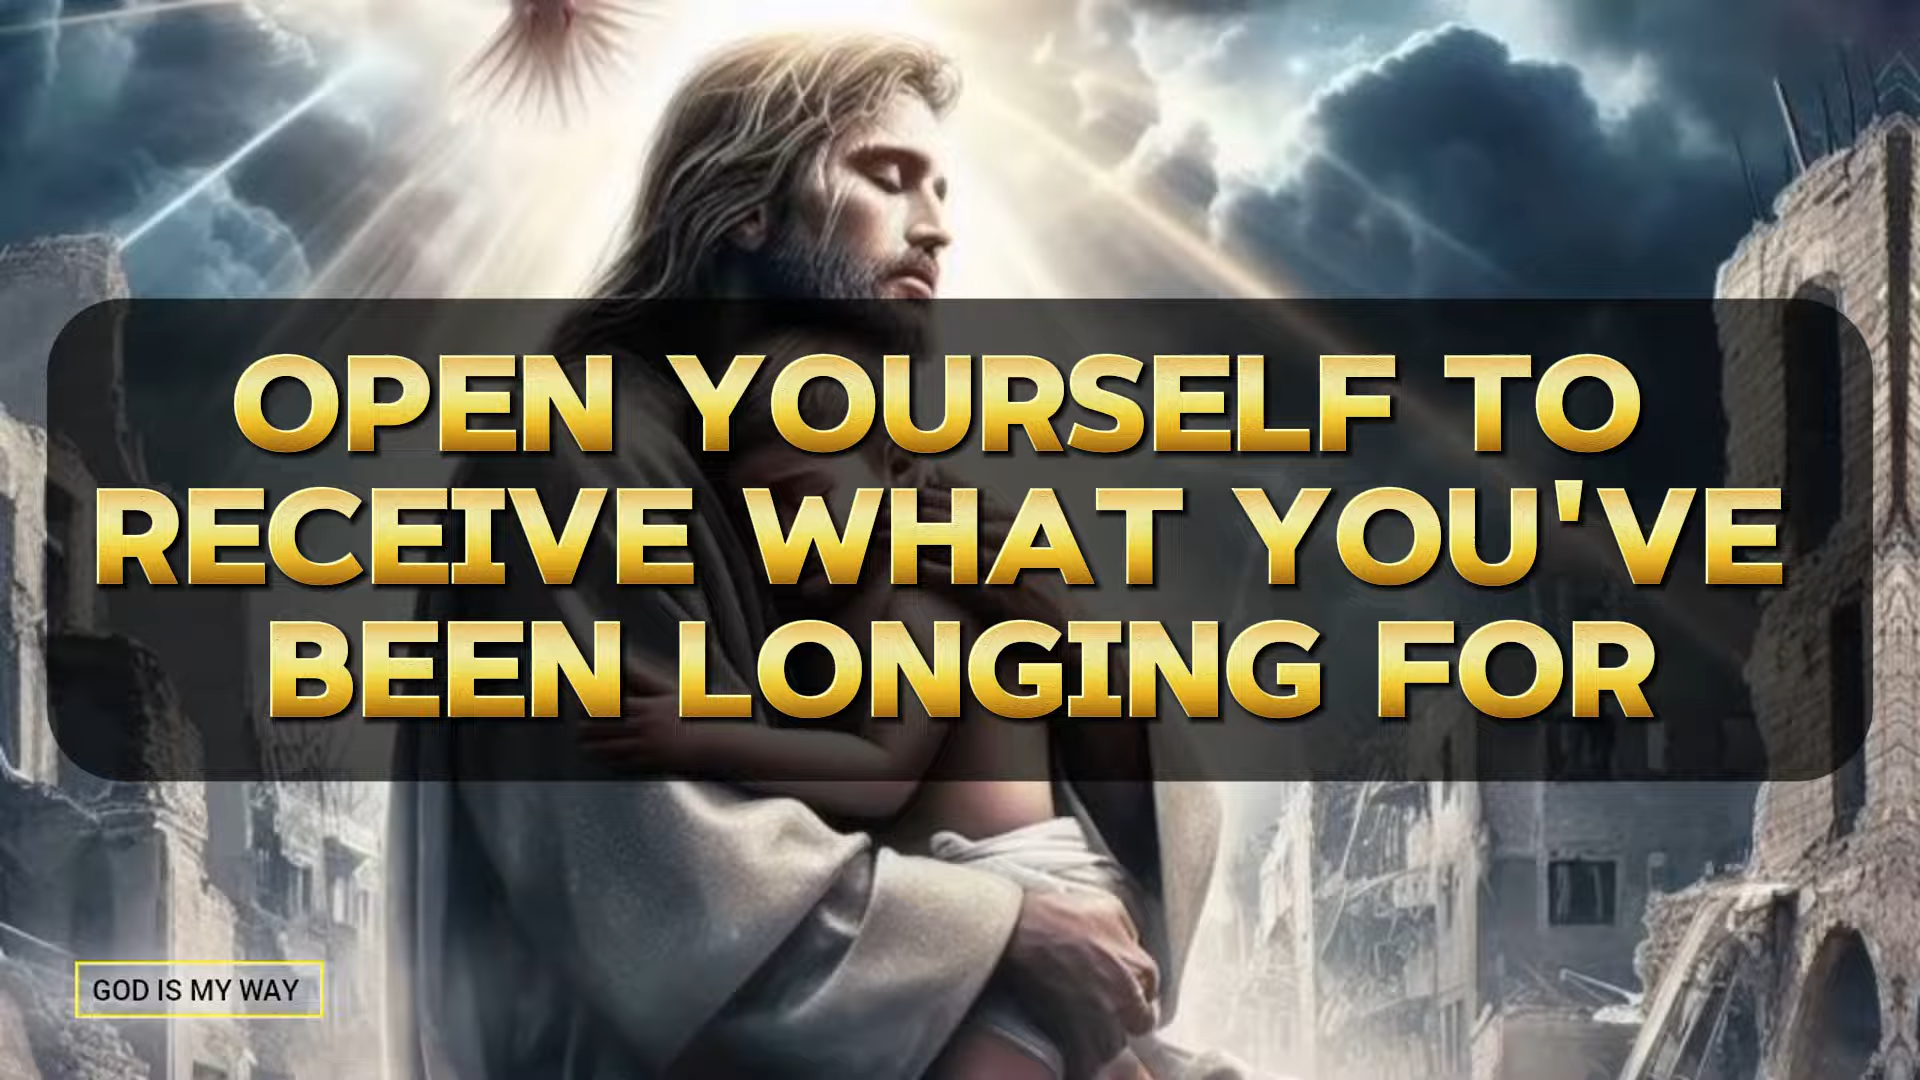 OPEN YOURSELF TO
RECEIVE WHAT YOU'VE
BEEN LONGING FOR
GOD IS MY WAY